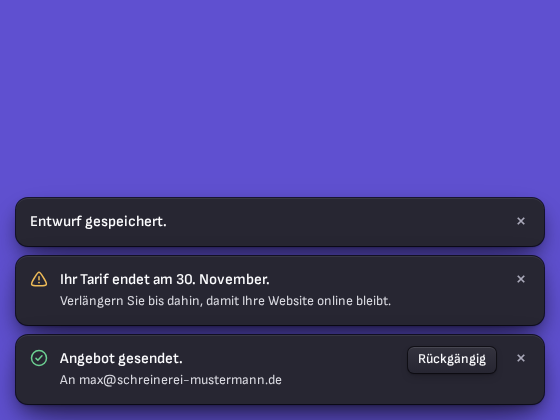 Entwurf gespeichert.
Ihr Tarif endet am 30. November.
Verlängern Sie bis dahin, damit Ihre Website online bleibt.
Angebot gesendet.
Rückgängig
An max@schreinerei-mustermann.de